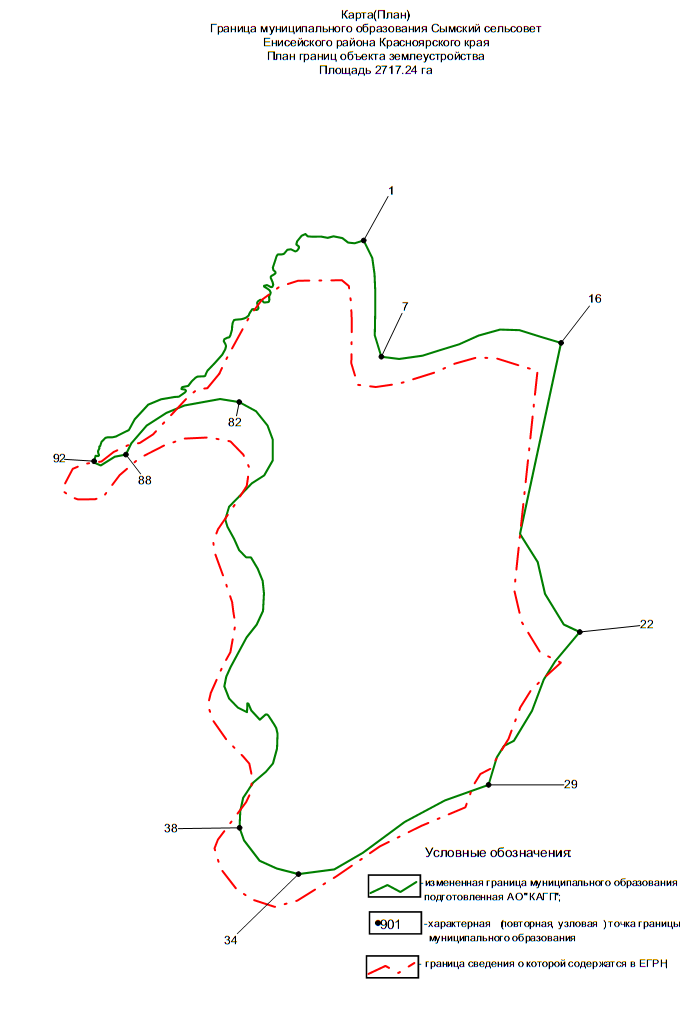 Карта(План)
Граница муниципального образования Сымский сельсовет
Енисейского района Красноярского края
План границ объекта землеустройства
Площадь 2717.24 га
1
7
16
82
92
88
22
29
38
34
Условные обозначения:
-измененная граница муниципального образования
подготовленная АО"КАГП";
901
-характерная (повторная, узловая ) точка границы
муниципального образования
- граница сведения о которой содержатся в ЕГРН